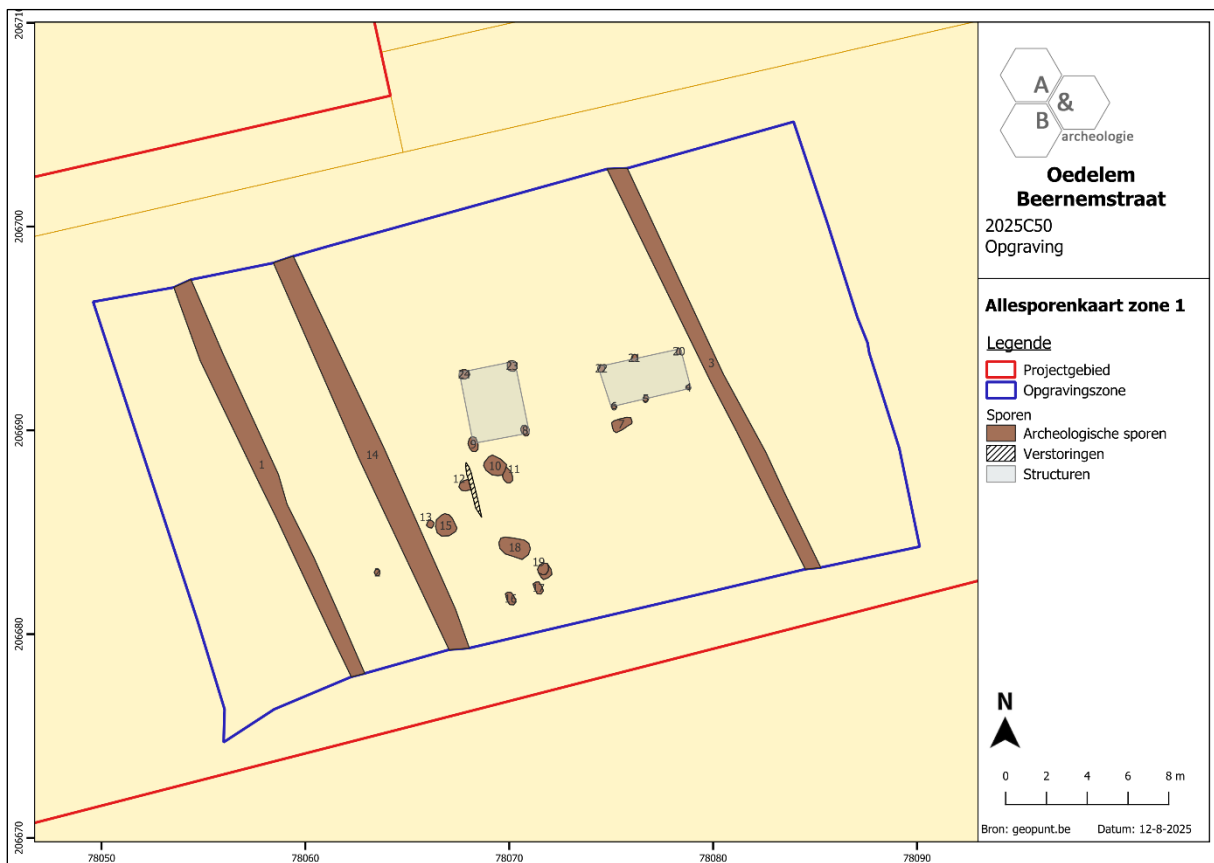 A
&
B
archeologie
Oedelem
Beernemstraat
2025C50
Opgraving
Allesporenkaart zone 1
Legende
Projectgebied
Opgravingszone
Sporen
Archeologische sporen
Verstoringen
Structuren
N
0 2 4 6 8 m
Bron: geopunt.be Datum: 12-8-2025
206710
206700
206690
206680
206670
78050 78060 78070 78080 78090
20
21
22
23
24
3
4
5
6
7
8
9
14
1
10
11
12
13
15
18
19
17
16